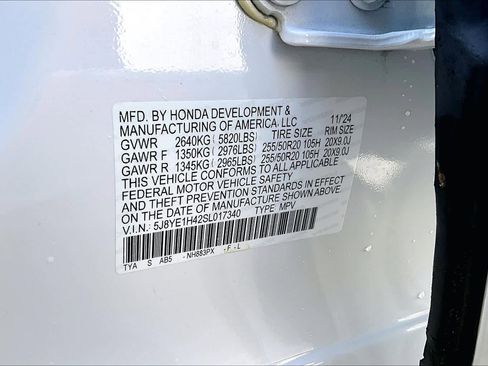 MFD. BY HONDA DEVELOPMENT &
MANUFACTURING OF AMERICA, LLC 11/24
GVWR 2640KG ( 5820LBS) TIRE SIZE RIM SIZE
GAWR F 1350KG ( 2976LBS) 255/50R20 105H 20X9.0J
GAWR R 1345KG ( 2965LBS) 255/50R20 105H 20X9.0J
THIS VEHICLE CONFORMS TO ALL APPLICABLE
FEDERAL MOTOR VEHICLE SAFETY
AND THEFT PREVENTION STANDARDS IN EFFECT
ON THE DATE OF MANUFACTURE SHOWN ABOVE.
V.I.N.: 5J8YE1H42SL017340 TYPE: MPV
TYA S AB5 -NH883PX -F-L